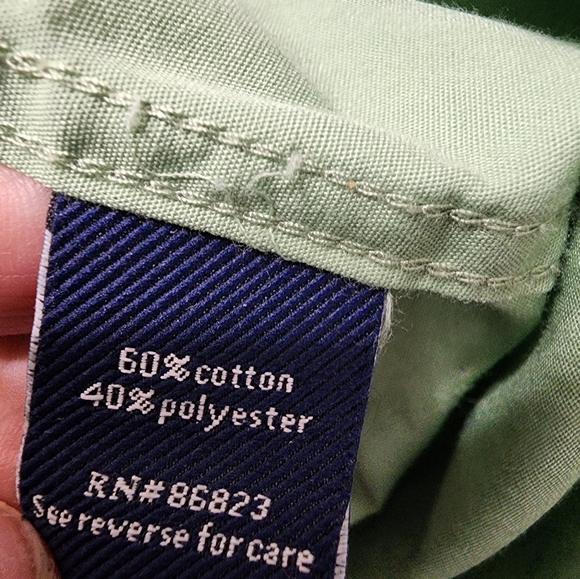 60% cotton
40% polyester
RN# 86823
See reverse for care